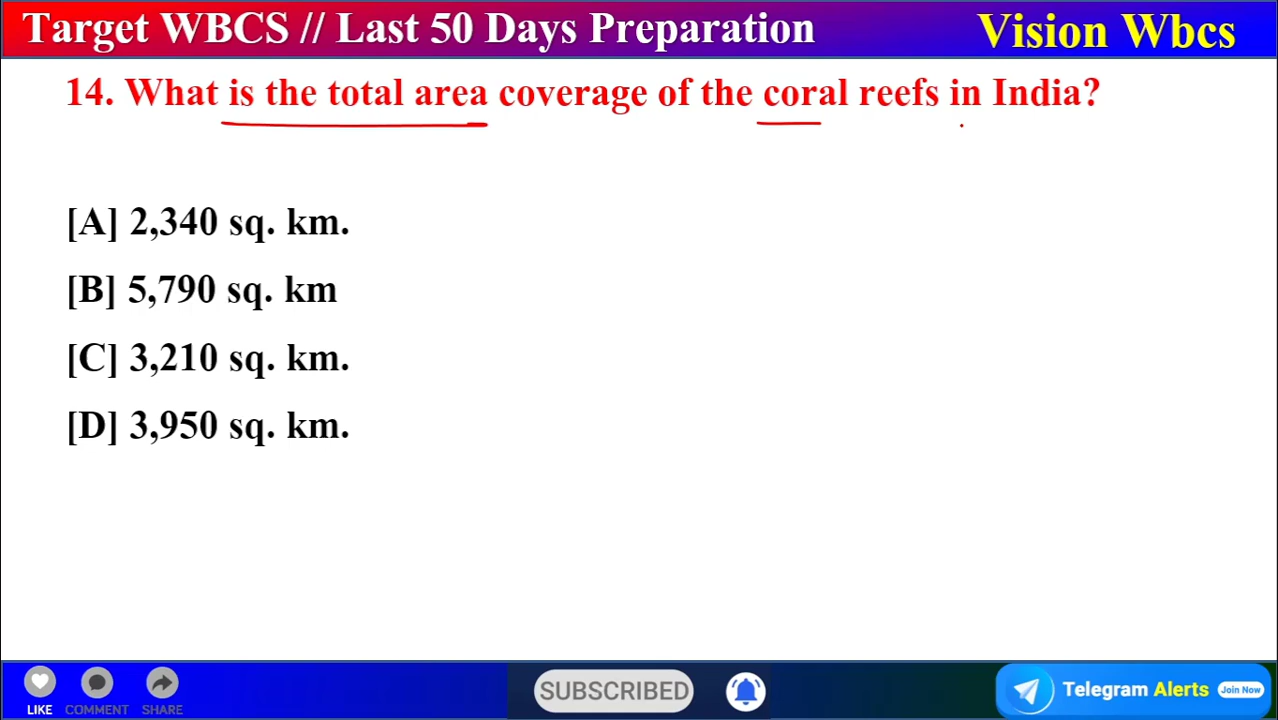 Target WBCS // Last 50 Days Preparation
Vision Wbcs
14. What is the total area coverage of the coral reefs in India?
[A] 2,340 sq. km.
[B] 5,790 sq. km
[C] 3,210 sq. km.
[D] 3,950 sq. km.
LIKE COMMENT SHARE
SUBSCRIBED
Telegram Alerts Join Now